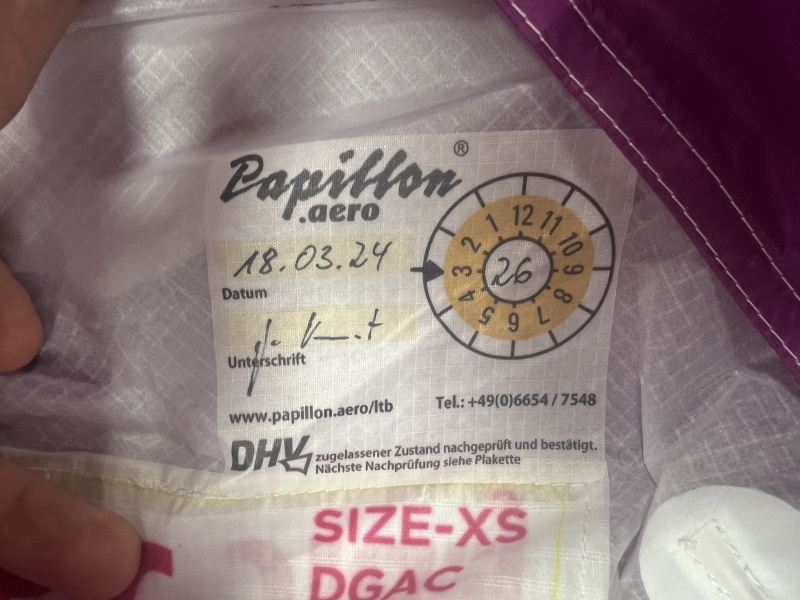 Papillon®
.aero
18.03.24
Datum
Unterschrift
12 11 10 9 8 7 6 5 4 3 2 1
26
www.papillon.aero/ltb
Tel.: +49(0)6654 / 7548
DHV zugelassener Zustand nachgeprüft und bestätigt.
Nächste Nachprüfung siehe Plakette
SIZE-XS
DGAC